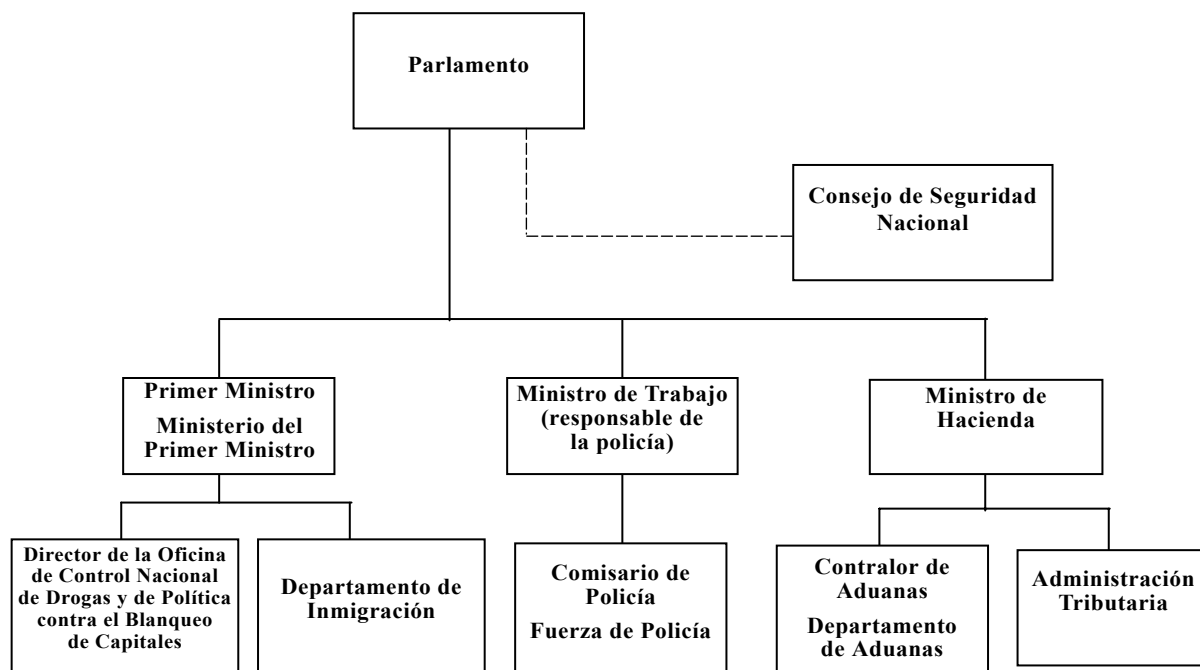 Parlamento
Consejo de Seguridad
Nacional
Primer Ministro
Ministerio del
Primer Ministro
Ministro de Trabajo
(responsable de
la policía)
Ministro de
Hacienda
Director de la Oficina
de Control Nacional
de Drogas y de Política
contra el Blanqueo
de Capitales
Departamento de
Inmigración
Comisario de
Policía
Fuerza de Policía
Contralor de
Aduanas
Departamento
de Aduanas
Administración
Tributaria